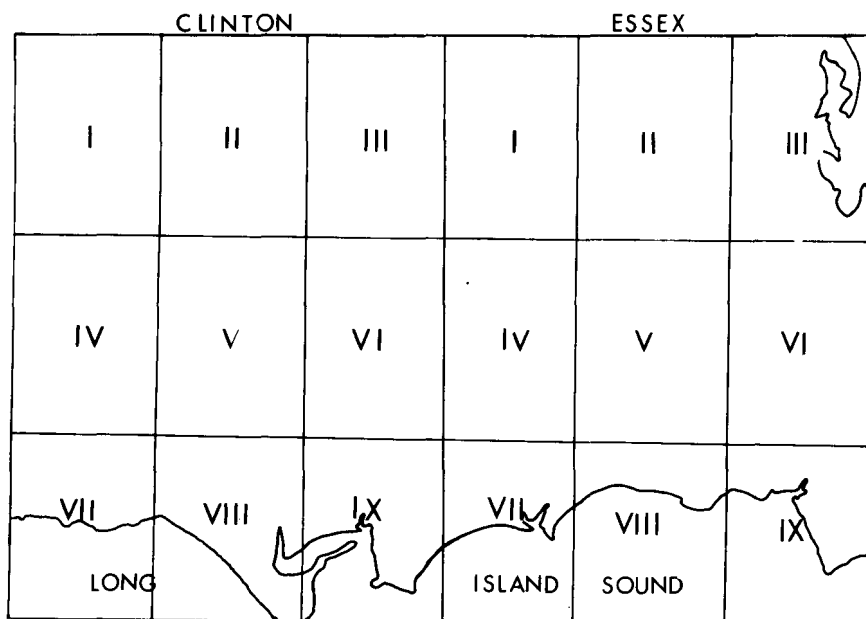 CLINTON ESSEX
I II III I II III
IV V VI IV V VI
VII VIII IX VII VIII IX
LONG ISLAND SOUND